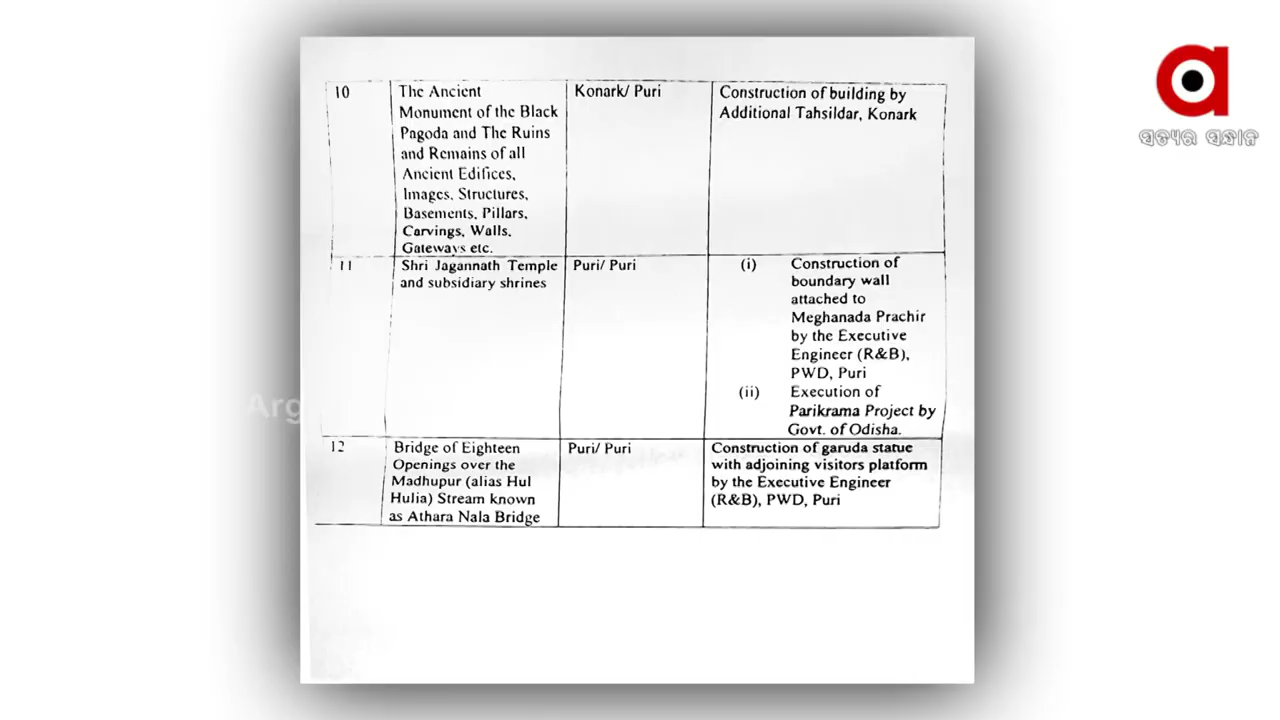 10
The Ancient
Monument of the Black
Pagoda and The Ruins
and Remains of all
Ancient Edifices,
Images, Structures,
Basements, Pillars,
Carvings, Walls,
Gateways etc.
Konark/ Puri
Construction of building by
Additional Tahsildar, Konark
11
Shri Jagannath Temple
and subsidiary shrines
Puri/ Puri
(i) Construction of
boundary wall
attached to
Meghanada Prachir
by the Executive
Engineer (R&B),
PWD, Puri
(ii) Execution of
Parikrama Project by
Govt. of Odisha.
12
Bridge of Eighteen
Openings over the
Madhupur (alias Hul
Hulia) Stream known
as Athara Nala Bridge
Puri/ Puri
Construction of garuda statue
with adjoining visitors platform
by the Executive Engineer
(R&B), PWD, Puri
Arg
a
ସତ୍ୟର ସନ୍ଧାନ